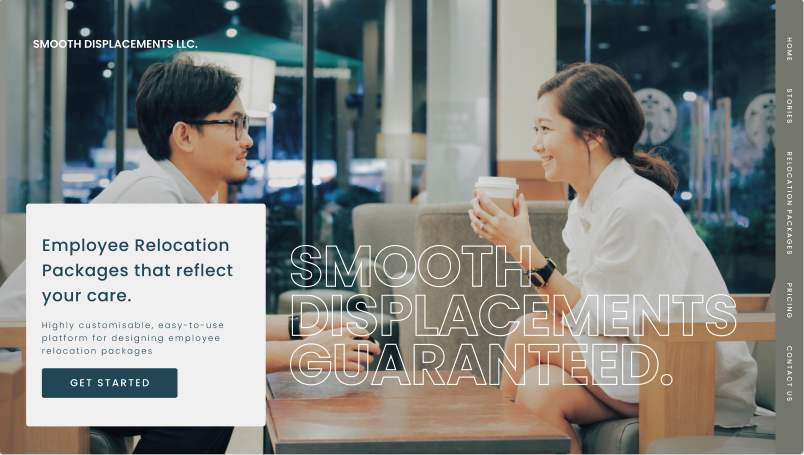 SMOOTH DISPLACEMENTS LLC.
HOME
STORIES
RELOCATION PACKAGES
PRICING
CONTACT US
Employee Relocation
Packages that reflect
your care.
Highly customisable, easy-to-use
platform for designing employee
relocation packages
GET STARTED
SMOOTH
DISPLACEMENTS
GUARANTEED.